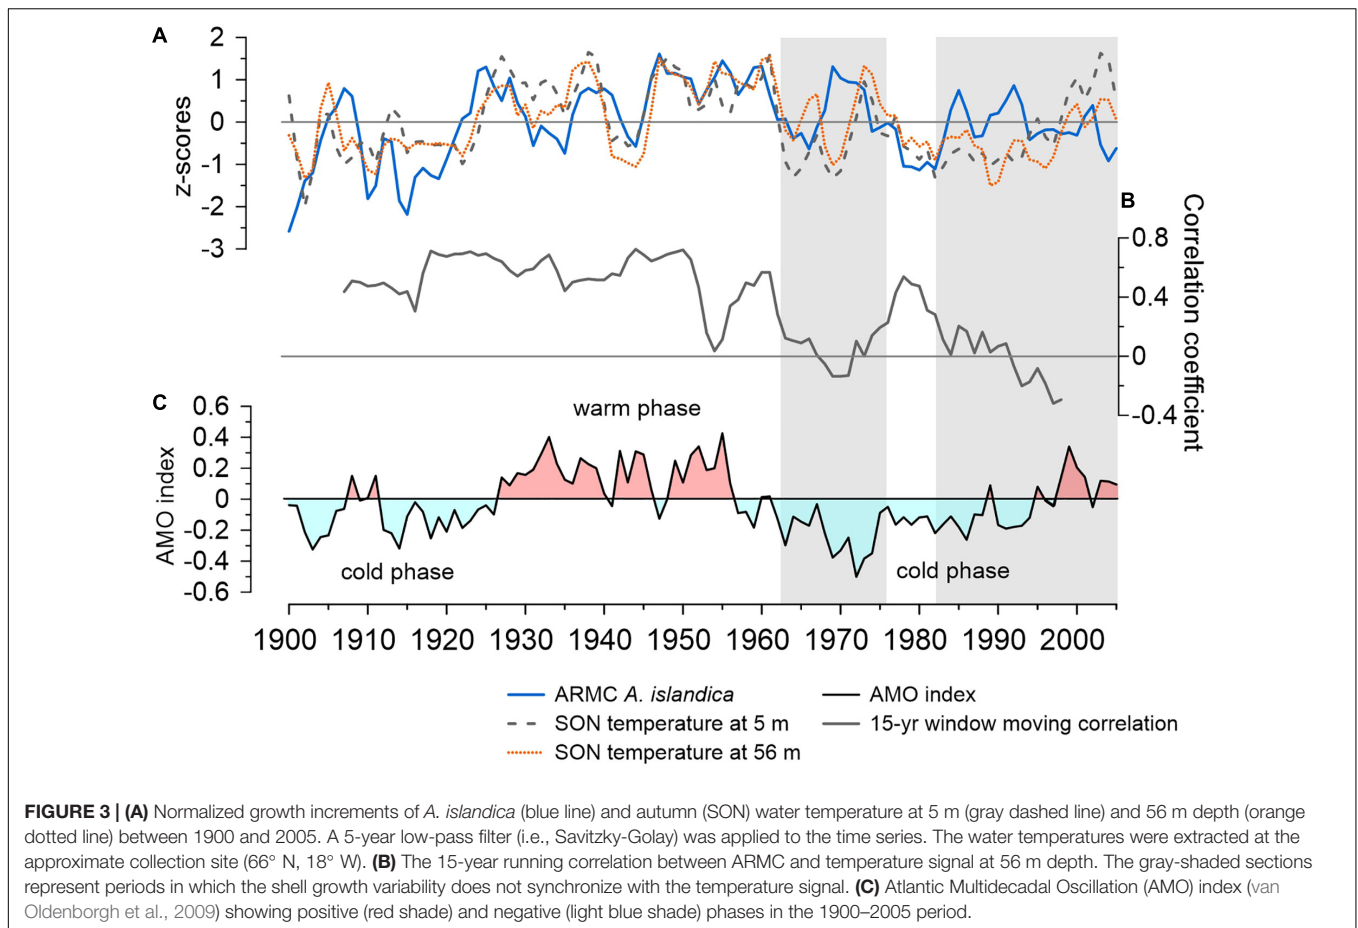 A
2
1
0
-1
-2
-3
z-scores
B
0.8
0.4
0
-0.4
Correlation coefficient
C
0.6
0.4
0.2
0
-0.2
-0.4
-0.6
AMO index
warm phase
cold phase
cold phase
1900 1910 1920 1930 1940 1950 1960 1970 1980 1990 2000
ARMC A. islandica
SON temperature at 5 m
SON temperature at 56 m
AMO index
15-yr window moving correlation
FIGURE 3 | (A) Normalized growth increments of A. islandica (blue line) and autumn (SON) water temperature at 5 m (gray dashed line) and 56 m depth (orange
dotted line) between 1900 and 2005. A 5-year low-pass filter (i.e., Savitzky-Golay) was applied to the time series. The water temperatures were extracted at the
approximate collection site (66° N, 18° W). (B) The 15-year running correlation between ARMC and temperature signal at 56 m depth. The gray-shaded sections
represent periods in which the shell growth variability does not synchronize with the temperature signal. (C) Atlantic Multidecadal Oscillation (AMO) index (van
Oldenborgh et al., 2009) showing positive (red shade) and negative (light blue shade) phases in the 1900–2005 period.